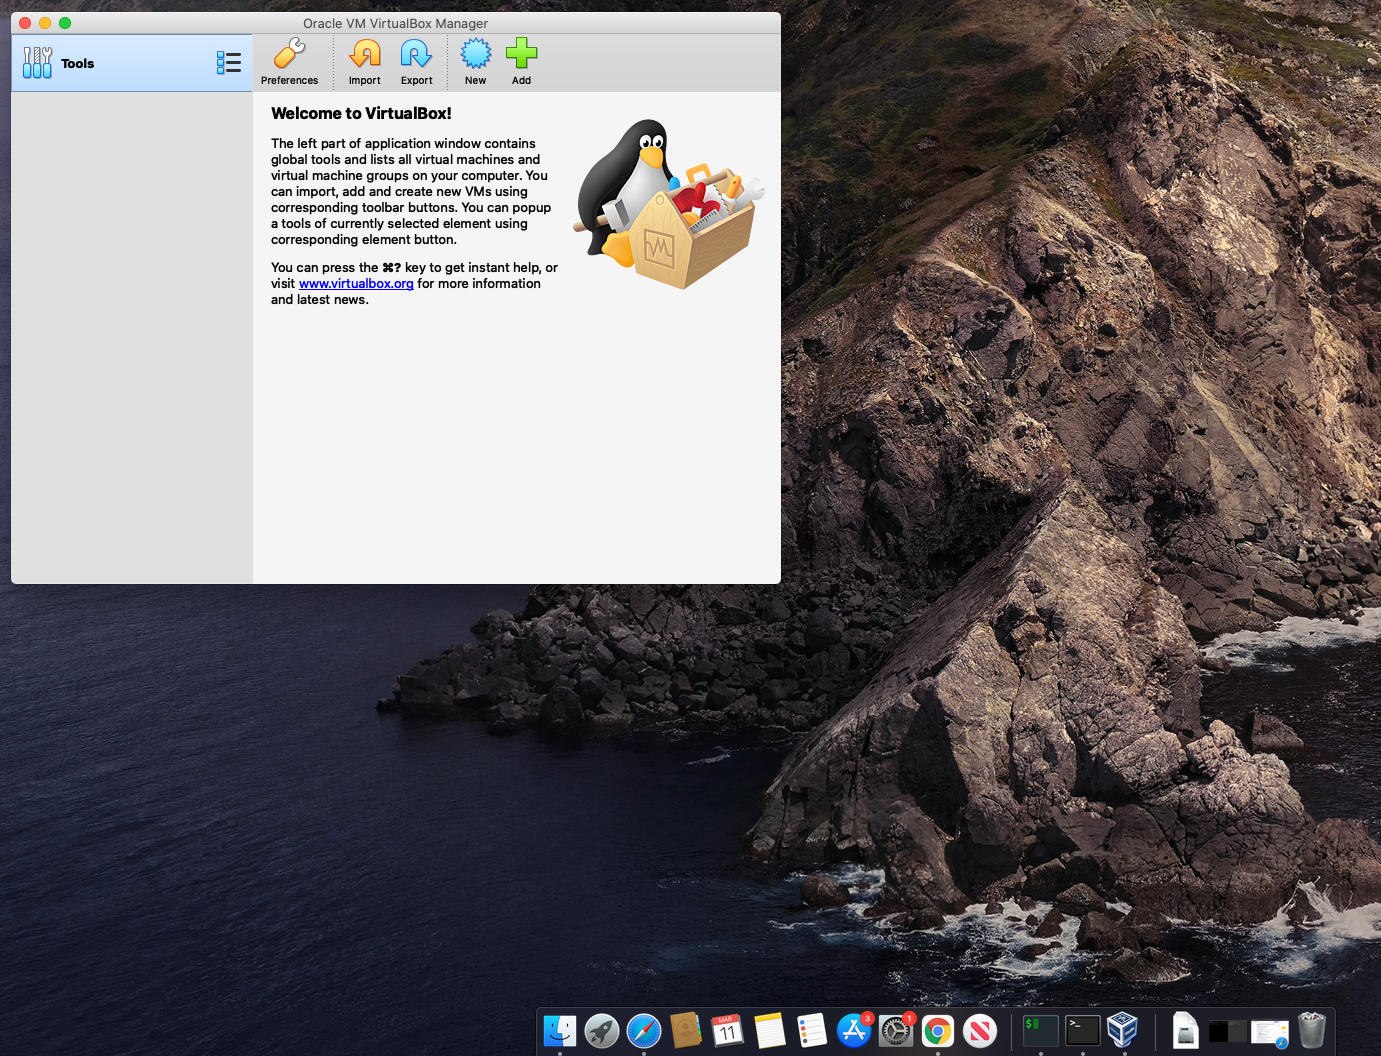 Oracle VM VirtualBox Manager
Tools
Preferences
Import
Export
New
Add
Welcome to VirtualBox!
The left part of application window contains
global tools and lists all virtual machines and
virtual machine groups on your computer. You
can import, add and create new VMs using
corresponding toolbar buttons. You can popup
a tools of currently selected element using
corresponding element button.
You can press the ⌘? key to get instant help, or
visit www.virtualbox.org for more information
and latest news.
MAR
11
3
1
$
>_